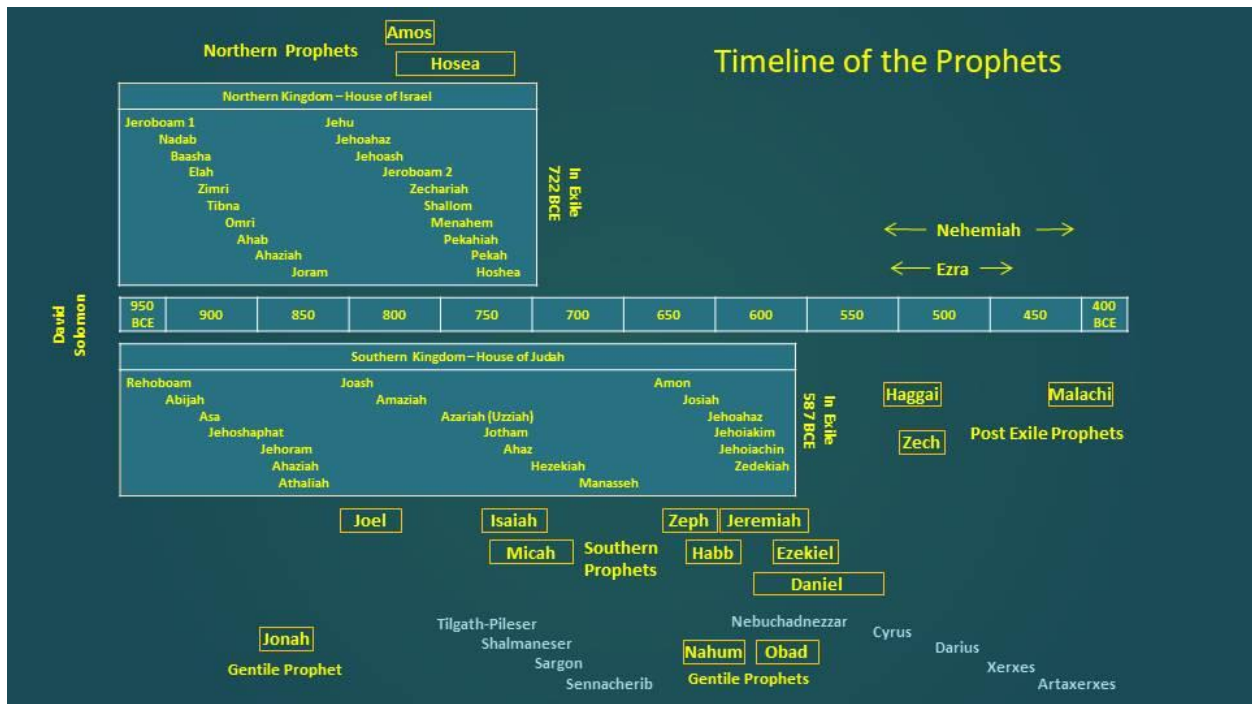 Timeline of the Prophets
Northern Prophets
Amos
Hosea
Northern Kingdom – House of Israel
Jeroboam 1
Nadab
Baasha
Elah
Zimri
Tibna
Omri
Ahab
Ahaziah
Joram
Jehu
Jehoahaz
Jehoash
Jeroboam 2
Zechariah
Shallom
Menahem
Pekahiah
Pekah
Hoshea
In Exile
722 BCE
Nehemiah
Ezra
David
Solomon
950 BCE 900 850 800 750 700 650 600 550 500 450 400 BCE
Southern Kingdom – House of Judah
Rehoboam
Abijah
Asa
Jehoshaphat
Jehoram
Ahaziah
Athaliah
Joash
Amaziah
Azariah (Uzziah)
Jotham
Ahaz
Hezekiah
Manasseh
Amon
Josiah
Jehoahaz
Jehoiakim
Jehoiachin
Zedekiah
In Exile
587 BCE
Haggai
Malachi
Zech
Post Exile Prophets
Joel
Isaiah
Zeph
Jeremiah
Micah
Southern
Prophets
Habb
Ezekiel
Daniel
Jonah
Gentile Prophet
Tilgath-Pileser
Shalmaneser
Sargon
Sennacherib
Nebuchadnezzar
Nahum
Obad
Gentile Prophets
Cyrus
Darius
Xerxes
Artaxerxes